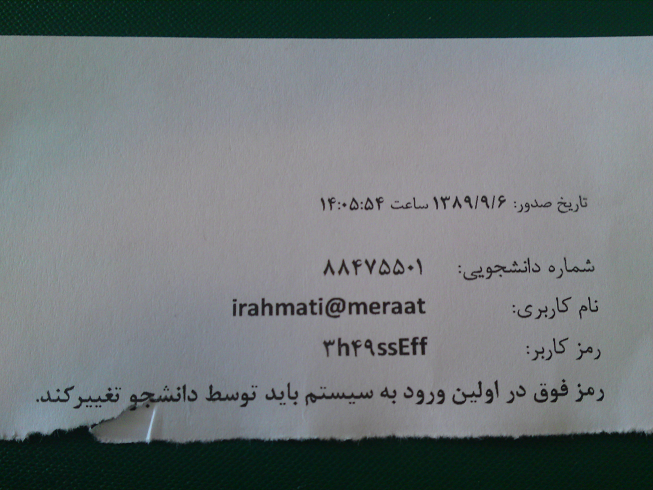 تاریخ صدور: ۱۳۸۹/۹/۶ ساعت ۱۴:۰۵:۵۴
شماره دانشجویی: ۸۸۴۷۵۵۰۱
نام کاربری: irahmati@meraat
رمز کاربر: ۳h۴۹ssEff
رمز فوق در اولین ورود به سیستم باید توسط دانشجو تغییرکند.